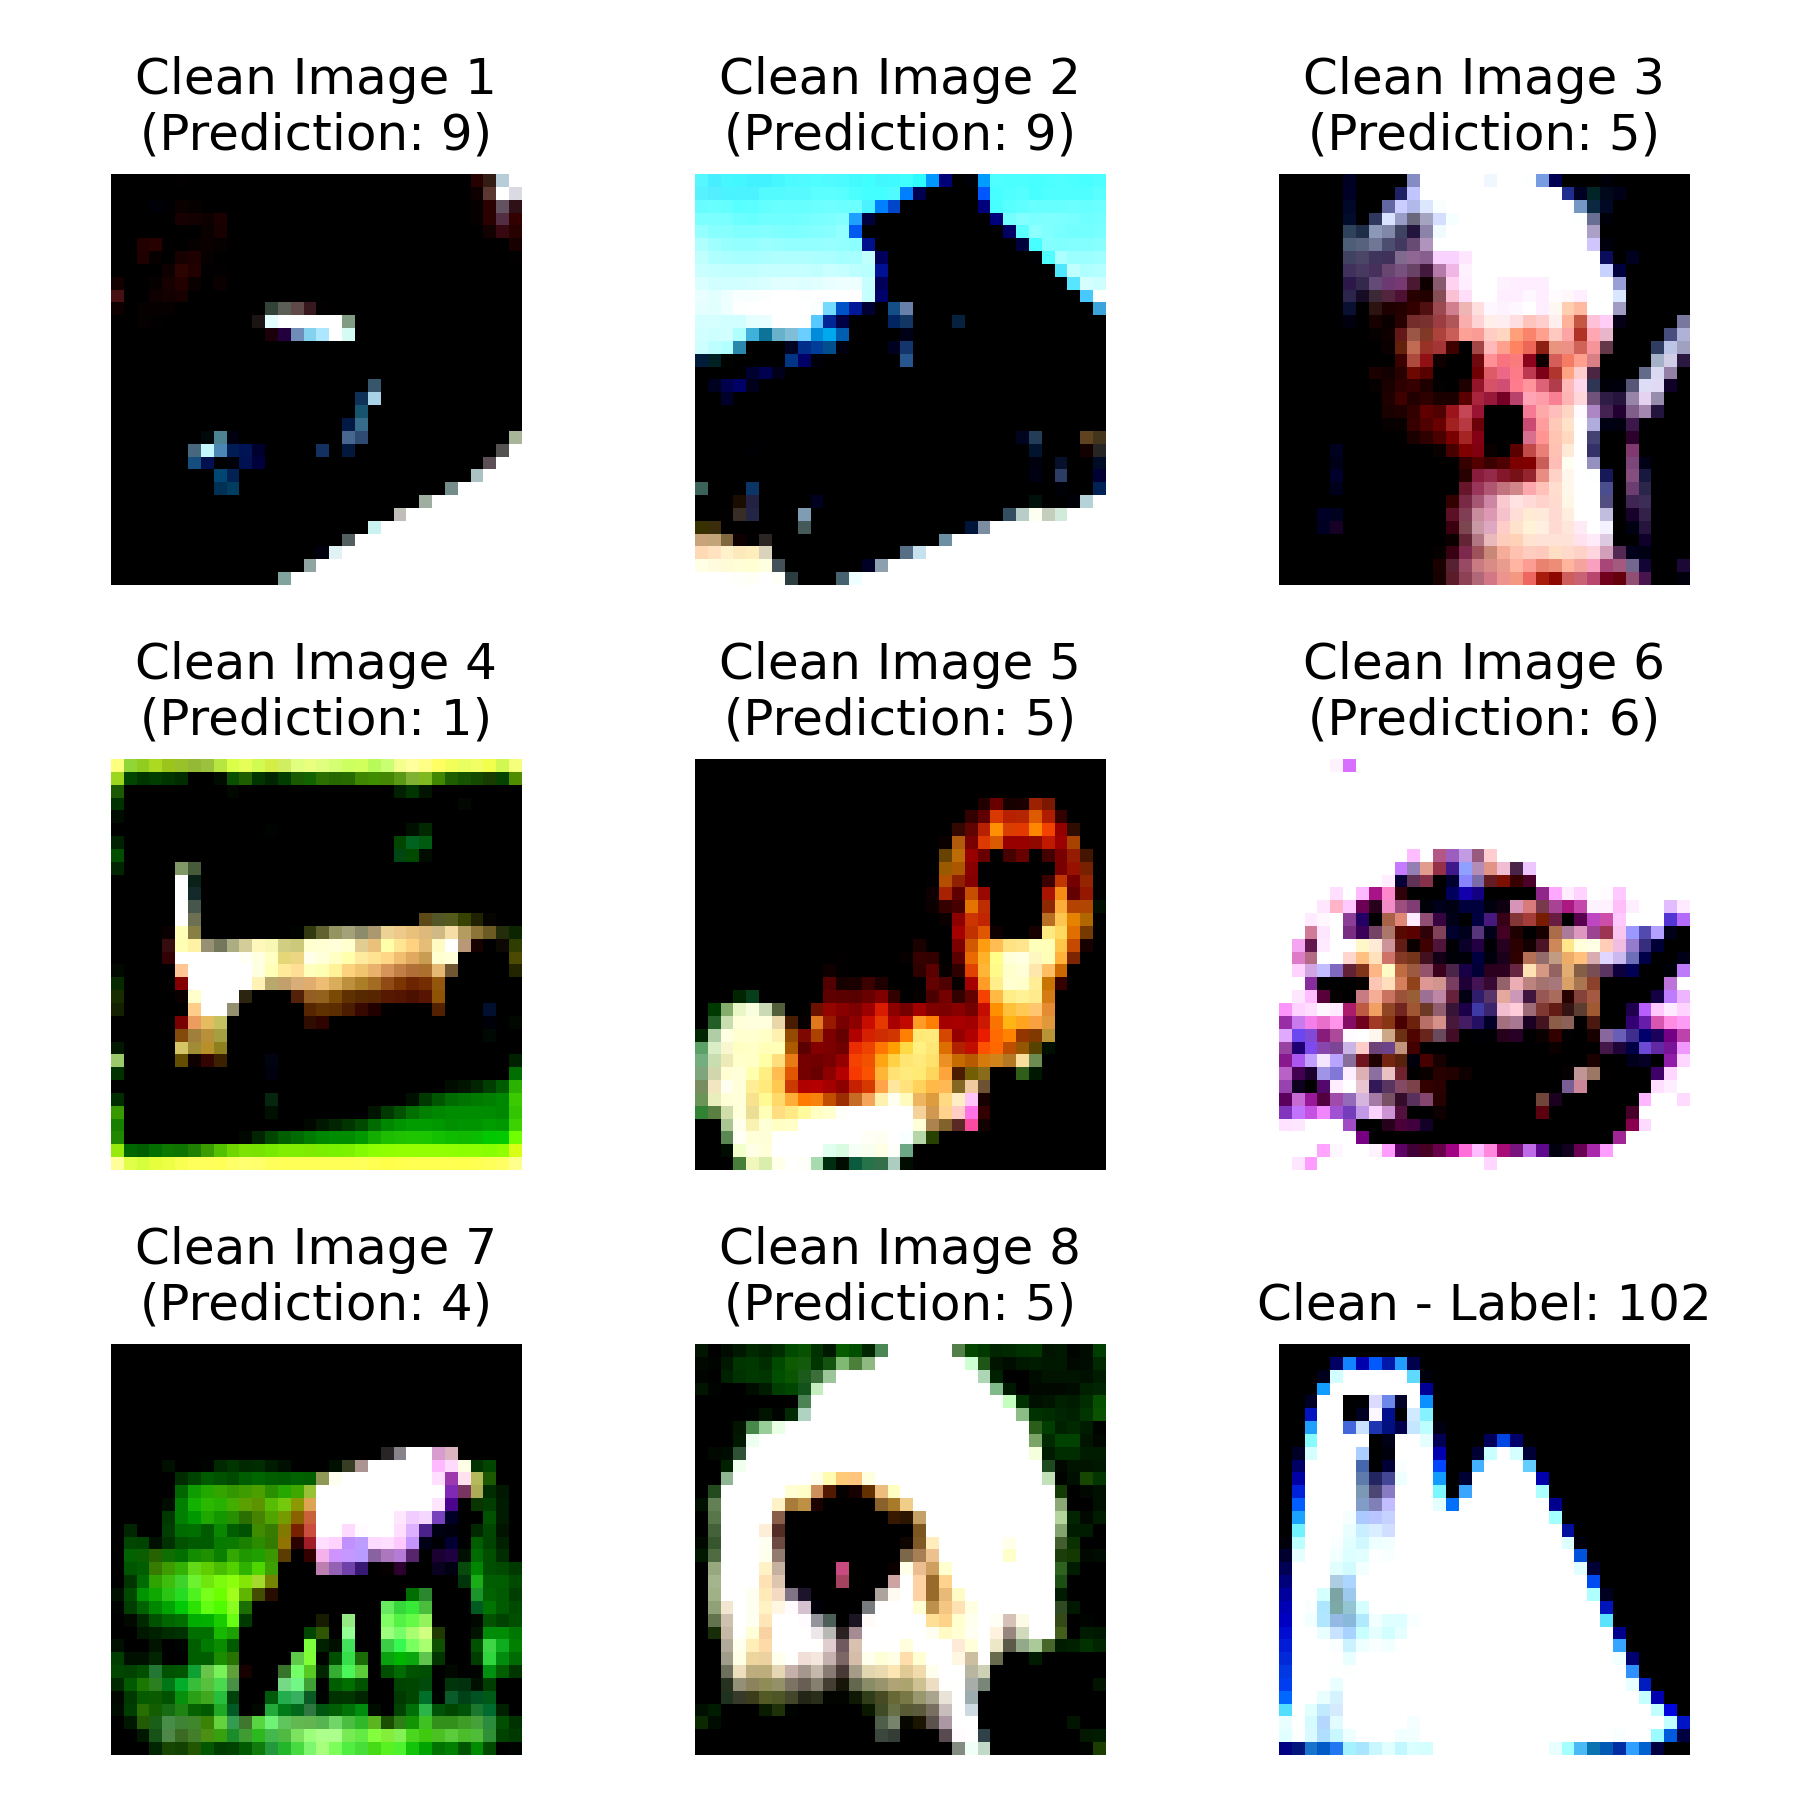 Clean Image 1
(Prediction: 9)
Clean Image 2
(Prediction: 9)
Clean Image 3
(Prediction: 5)
Clean Image 4
(Prediction: 1)
Clean Image 5
(Prediction: 5)
Clean Image 6
(Prediction: 6)
Clean Image 7
(Prediction: 4)
Clean Image 8
(Prediction: 5)
Clean - Label: 102